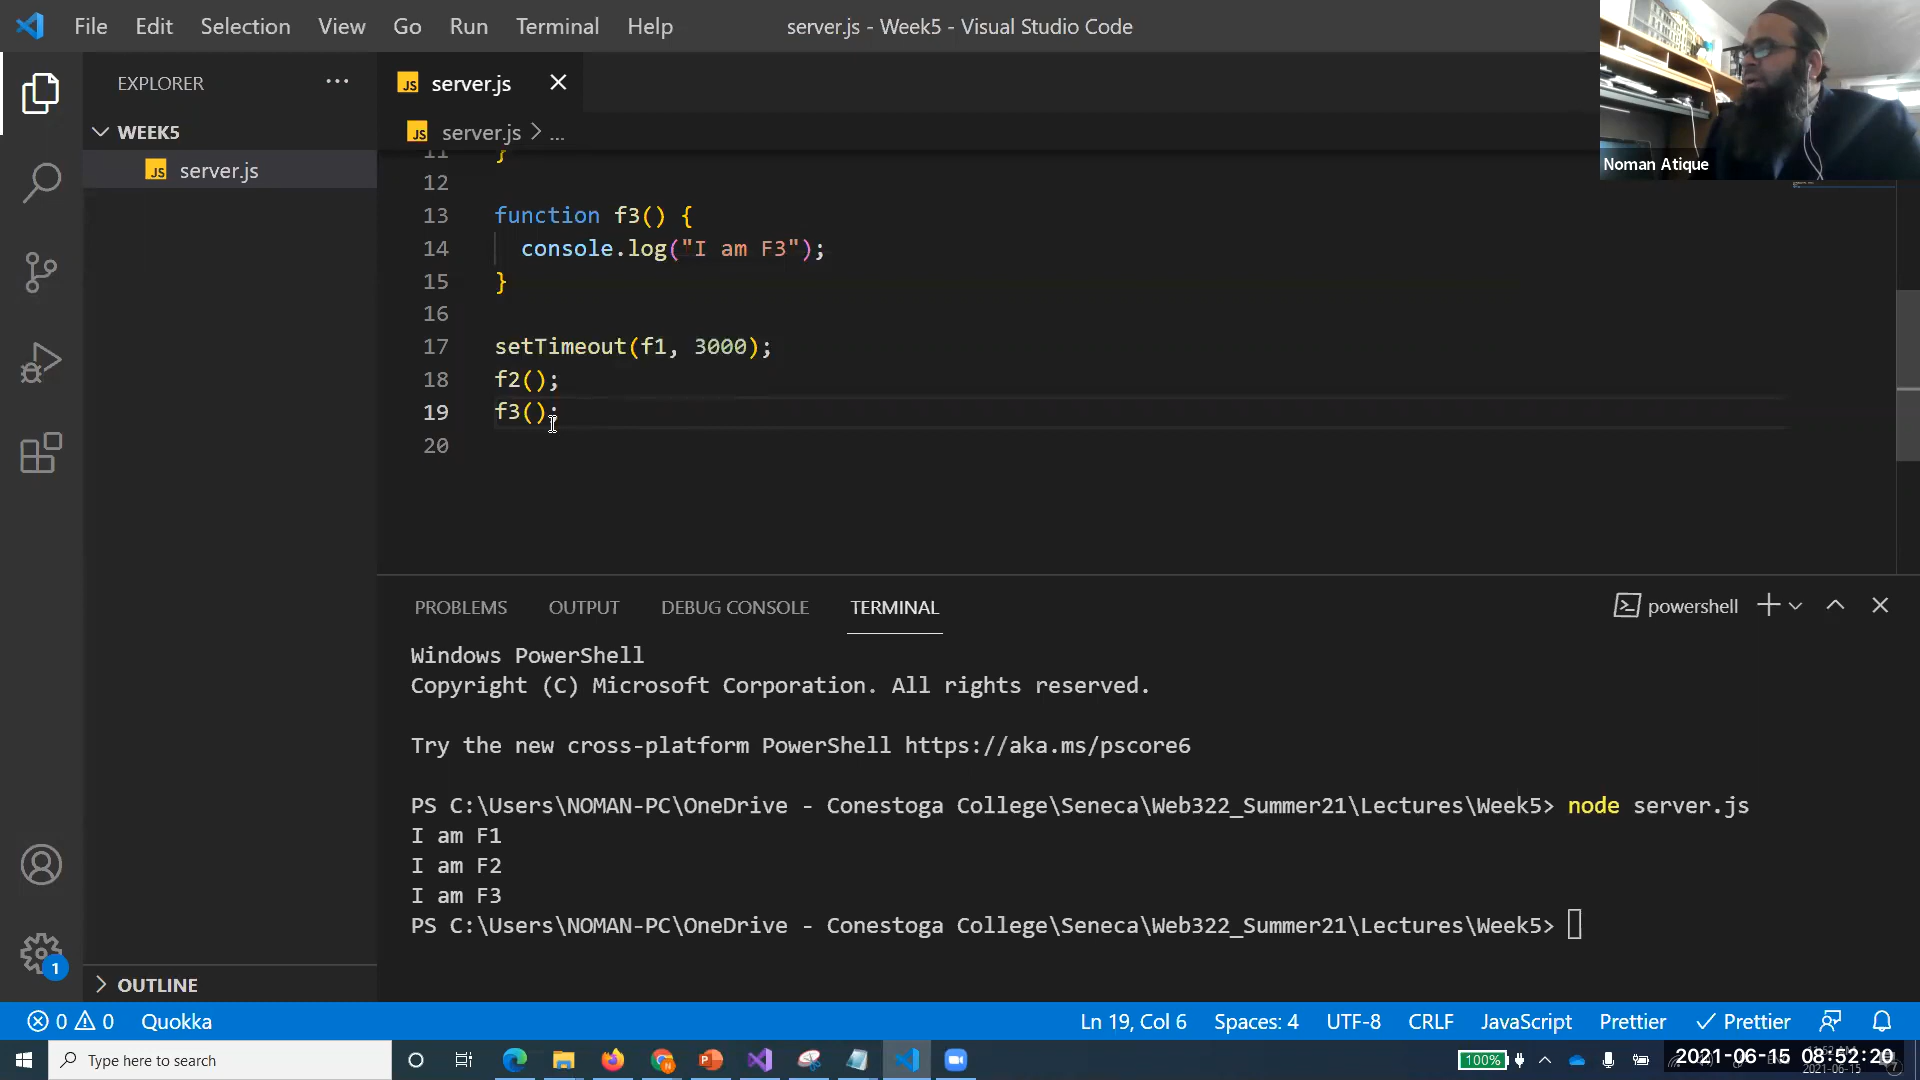 File Edit Selection View Go Run Terminal Help
server.js - Week5 - Visual Studio Code
EXPLORER
server.js
WEEK5
server.js > ...
server.js
Noman Atique
11 }
12
13 function f3() {
14 console.log("I am F3");
15 }
16
17 setTimeout(f1, 3000);
18 f2();
19 f3();
20
PROBLEMS OUTPUT DEBUG CONSOLE TERMINAL
powershell
Windows PowerShell
Copyright (C) Microsoft Corporation. All rights reserved.
Try the new cross-platform PowerShell https://aka.ms/pscore6
PS C:\Users\NOMAN-PC\OneDrive - Conestoga College\Seneca\Web322_Summer21\Lectures\Week5> node server.js
I am F1
I am F2
I am F3
PS C:\Users\NOMAN-PC\OneDrive - Conestoga College\Seneca\Web322_Summer21\Lectures\Week5>
1
OUTLINE
0 0 Quokka
Ln 19, Col 6 Spaces: 4 UTF-8 CRLF JavaScript Prettier Prettier
Type here to search
100%
2021-06-15 08:52:20
2021-06-15